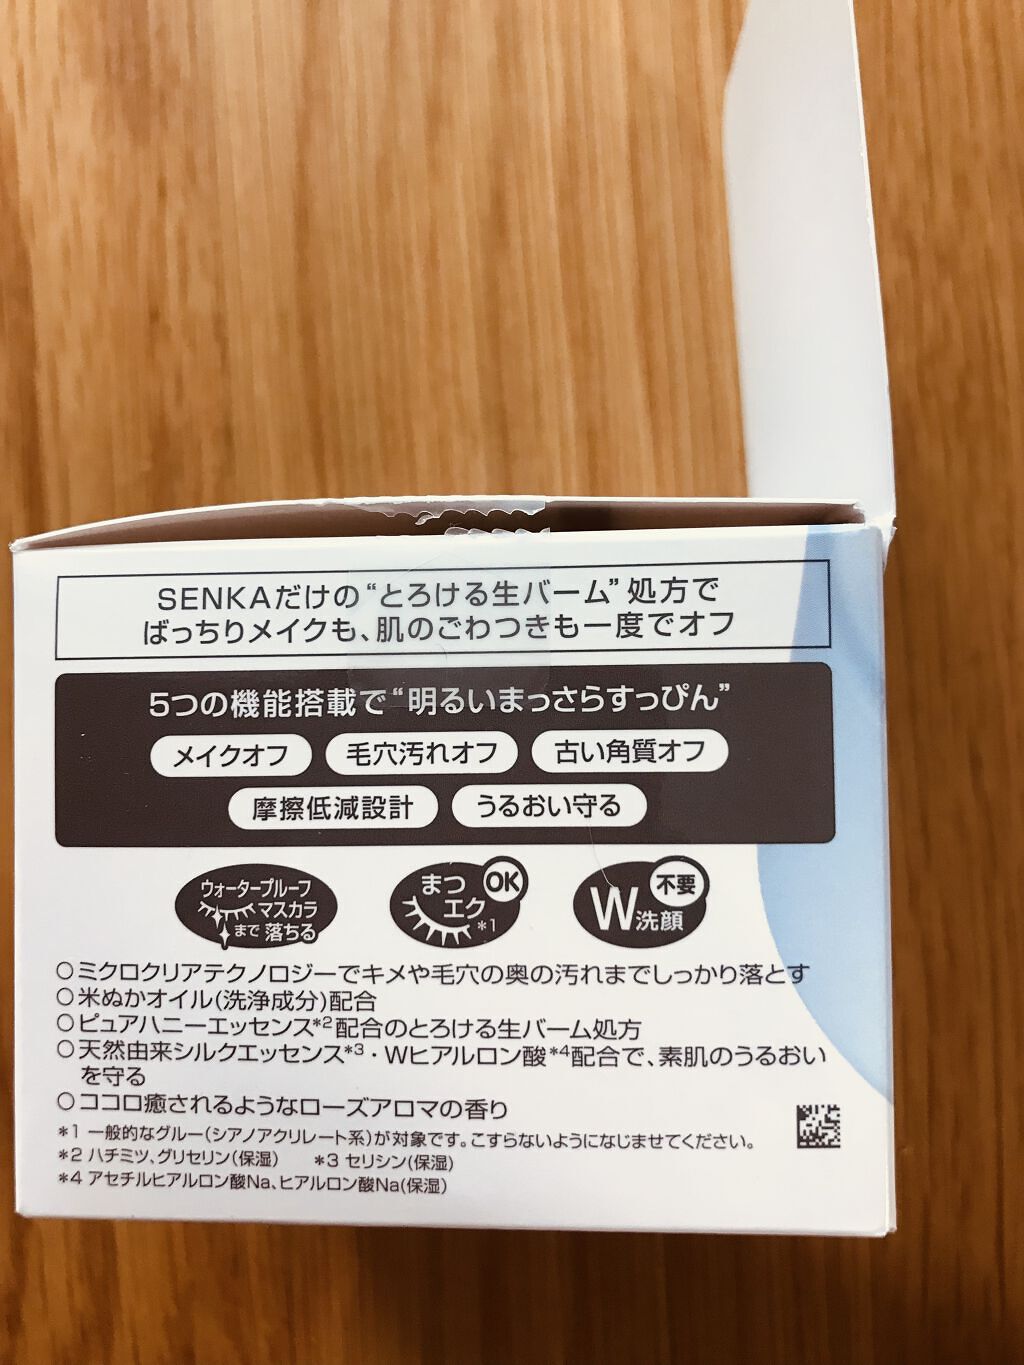 SENKAだけの“とろける生バーム”処方で
ばっちりメイクも、肌のごわつきも一度でオフ
5つの機能搭載で“明るいまっさらすっぴん”
メイクオフ 毛穴汚れオフ 古い角質オフ
摩擦低減設計 うるおい守る
ウォータープルーフ
マスカラ
まで 落ちる
まつ
エク
*1
OK
W洗顔
不要
○ミクロクリアテクノロジーでキメや毛穴の奥の汚れまでしっかり落とす
○米ぬかオイル(洗浄成分)配合
○ピュアハニーエッセンス*2配合のとろける生バーム処方
○天然由来シルクエッセンス*3・Wヒアルロン酸*4配合で、素肌のうるおい
を守る
○ココロ癒されるようなローズアロマの香り
*1 一般的なグルー(シアノアクリレート系)が対象です。こすらないようになじませてください。
*2 ハチミツ、グリセリン(保湿) *3 セリシン(保湿)
*4 アセチルヒアルロン酸Na、ヒアルロン酸Na(保湿)